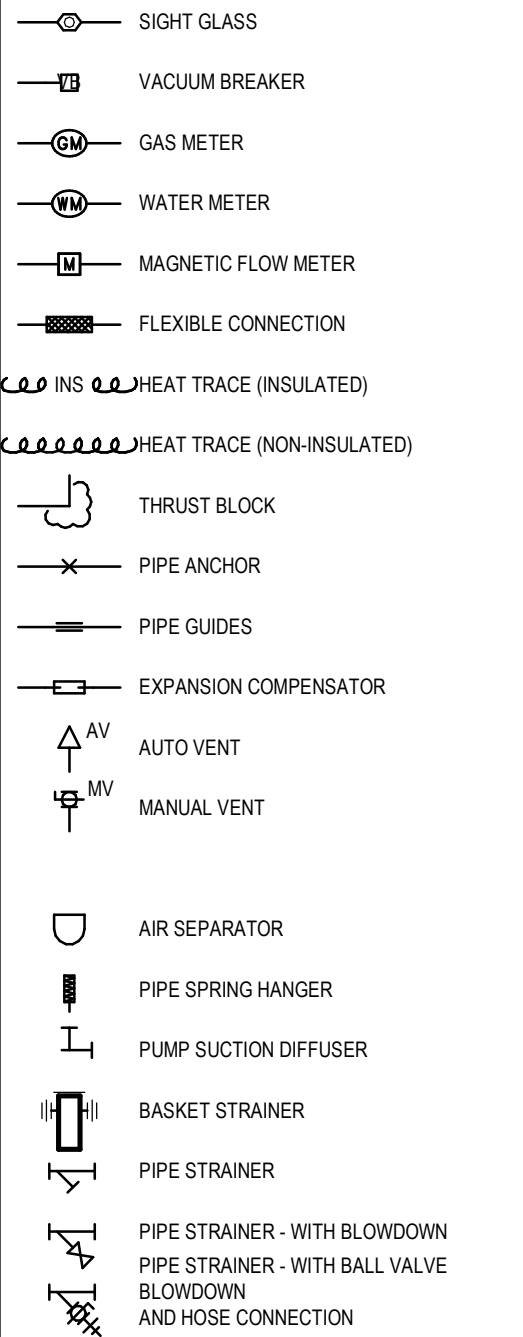 SIGHT GLASS
VB VACUUM BREAKER
GM GAS METER
WM WATER METER
M MAGNETIC FLOW METER
FLEXIBLE CONNECTION
INS HEAT TRACE (INSULATED)
HEAT TRACE (NON-INSULATED)
THRUST BLOCK
PIPE ANCHOR
PIPE GUIDES
EXPANSION COMPENSATOR
AV AUTO VENT
MV MANUAL VENT
AIR SEPARATOR
PIPE SPRING HANGER
PUMP SUCTION DIFFUSER
BASKET STRAINER
PIPE STRAINER
PIPE STRAINER - WITH BLOWDOWN
PIPE STRAINER - WITH BALL VALVE
BLOWDOWN
AND HOSE CONNECTION